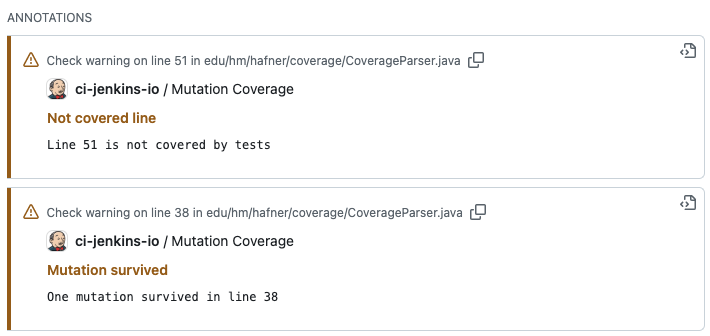 ANNOTATIONS
Check warning on line 51 in edu/hm/hafner/coverage/CoverageParser.java
ci-jenkins-io / Mutation Coverage
Not covered line
Line 51 is not covered by tests
Check warning on line 38 in edu/hm/hafner/coverage/CoverageParser.java
ci-jenkins-io / Mutation Coverage
Mutation survived
One mutation survived in line 38